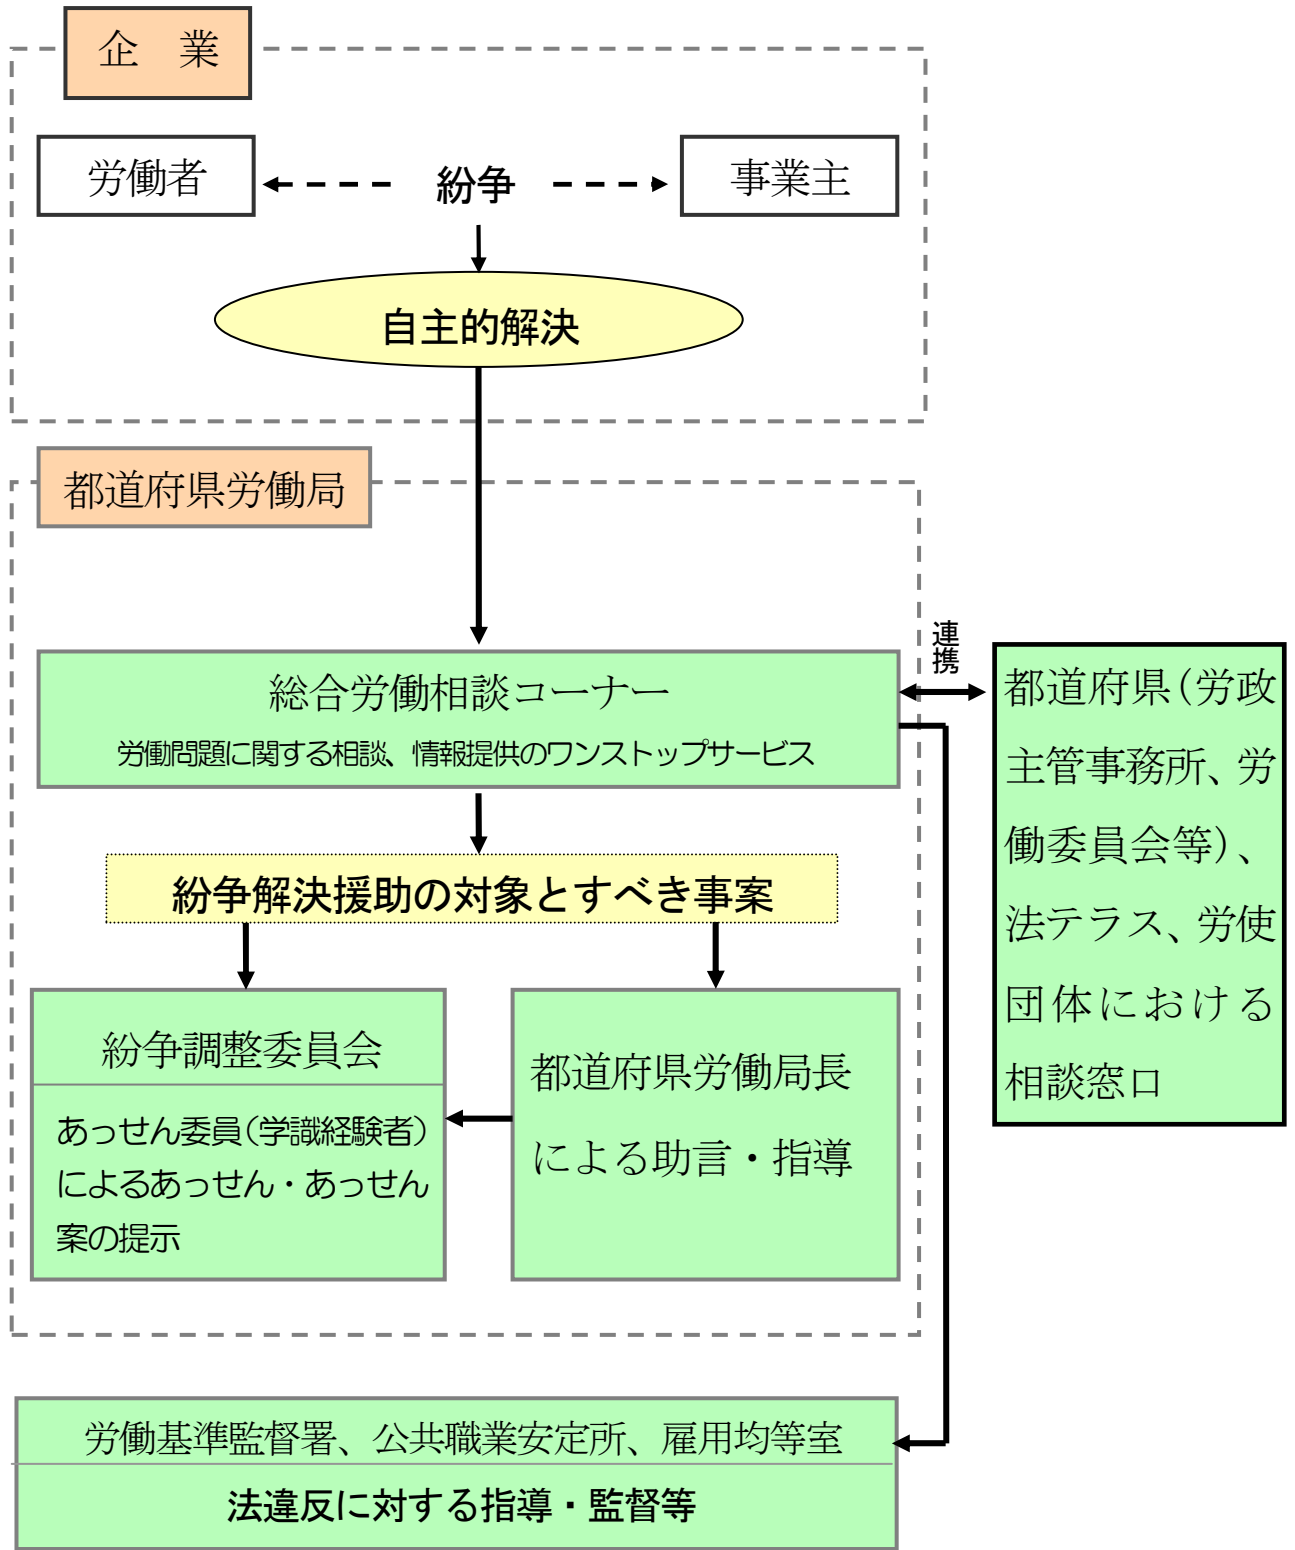 企　業
労働者
紛争
事業主
自主的解決
都道府県労働局
連携
総合労働相談コーナー
労働問題に関する相談、情報提供のワンストップサービス
都道府県（労政
主管事務所、労
働委員会等）、
法テラス、労使
団体における
相談窓口
紛争解決援助の対象とすべき事案
紛争調整委員会
あっせん委員（学識経験者）
によるあっせん・あっせん
案の提示
都道府県労働局長
による助言・指導
労働基準監督署、公共職業安定所、雇用均等室
法違反に対する指導・監督等